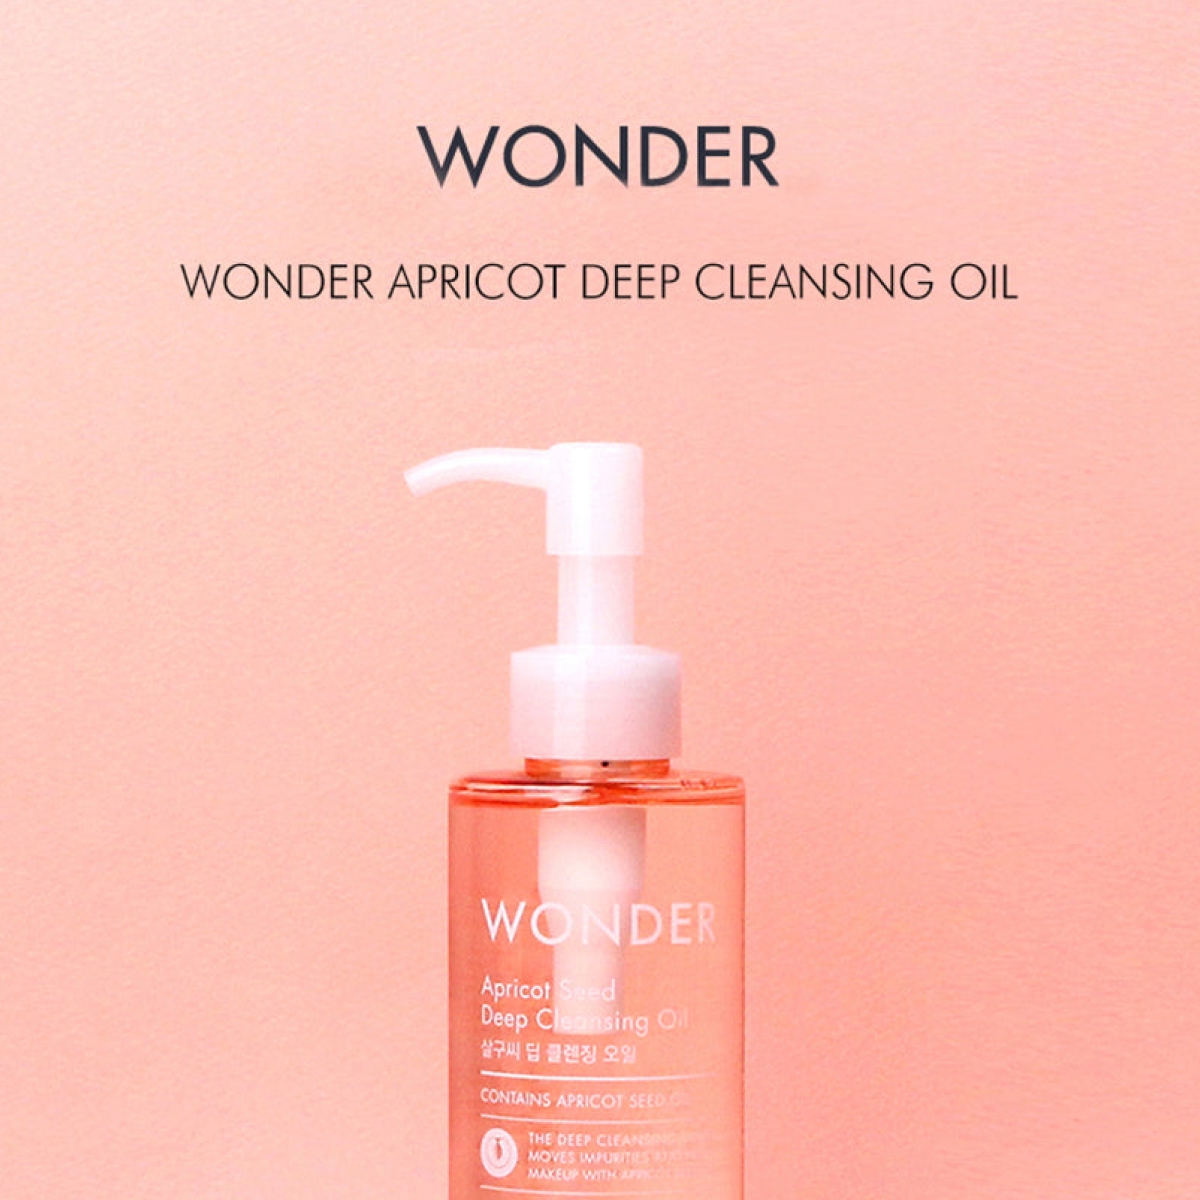 WONDER
WONDER APRICOT DEEP CLEANSING OIL
WONDER
Apricot Seed
Deep Cleansing Oil
살구씨 딥 클렌징 오일
CONTAINS APRICOT SEED
THE DEEP CLEANSING
MOVES IMPURITIES
MAKEUP WITH APRICOT